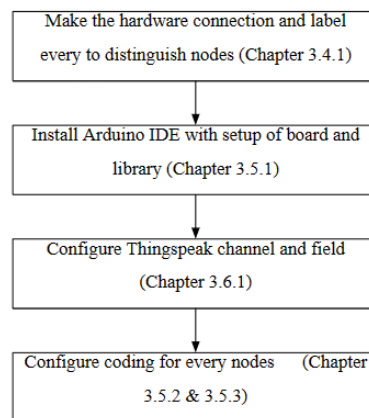 Make the hardware connection and label
every to distinguish nodes (Chapter 3.4.1)
Install Arduino IDE with setup of board and
library (Chapter 3.5.1)
Configure Thingspeak channel and field
(Chapter 3.6.1)
Configure coding for every nodes (Chapter
3.5.2 & 3.5.3)